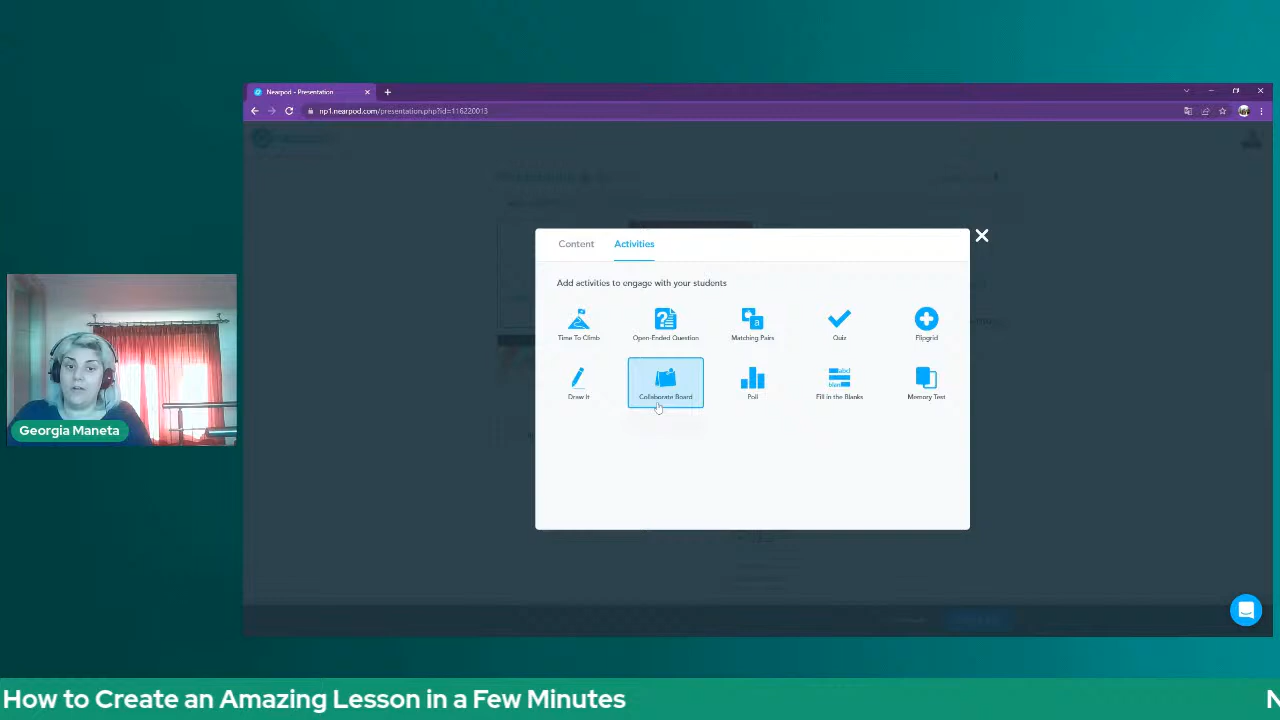 Nearpod - Presentation
np1.nearpod.com/presentation.php?id=116220013
Content Activities
Add activities to engage with your students
Time To Climb
Open-Ended Question
Matching Pairs
Quiz
Flipgrid
Draw It
Collaborate Board
Poll
Fill in the Blanks
Memory Test
Georgia Maneta
How to Create an Amazing Lesson in a Few Minutes